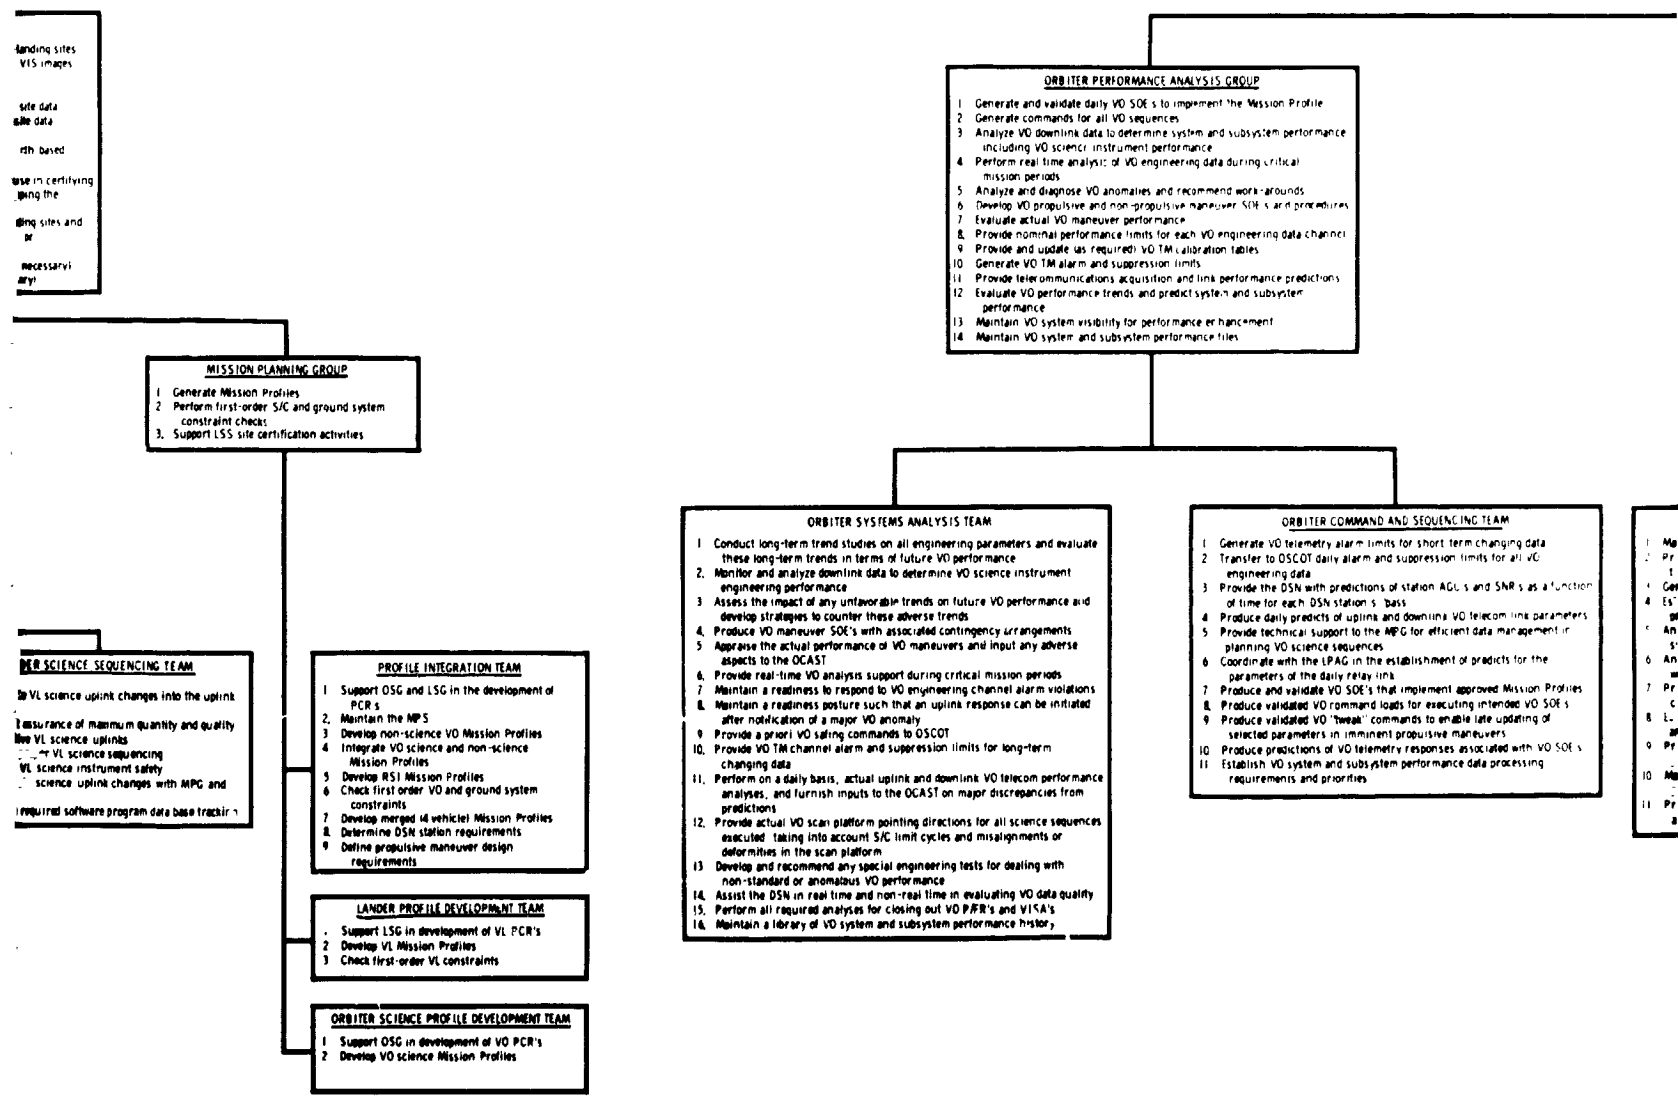 landing sites
VIS images
site data
site data
rth based
use in certifying
ping the
ding sites and
or
necessary)
ary)
ORBITER PERFORMANCE ANALYSIS GROUP
1 Generate and validate daily VO SOE s to implement the Mission Profile
2 Generate commands for all VO sequences
3 Analyze VO downlink data to determine system and subsystem performance
including VO science instrument performance
4 Perform real time analysis of VO engineering data during critical
mission periods
5 Analyze and diagnose VO anomalies and recommend work-arounds
6 Develop VO propulsive and non-propulsive maneuver SOE s and procedures
7 Evaluate actual VO maneuver performance
8. Provide nominal performance limits for each VO engineering data channel
9 Provide and update (as required) VO TM calibration tables
10 Generate VO TM alarm and suppression limits
11 Provide telecommunications acquisition and link performance predictions
12 Evaluate VO performance trends and predict system and subsystem
performance
13 Maintain VO system visibility for performance enhancement
14 Maintain VO system and subsystem performance files
MISSION PLANNING GROUP
1 Generate Mission Profiles
2 Perform first-order S/C and ground system
constraint checks
3. Support LSS site certification activities
DER SCIENCE SEQUENCING TEAM
VL science uplink changes into the uplink
assurance of maximum quantity and quality
VL science uplinks
VL science sequencing
VL science instrument safety
science uplink changes with MPG and
required software program data base tracking
PROFILE INTEGRATION TEAM
1 Support OSG and LSG in the development of
PCR s
2. Maintain the MPS
3 Develop non-science VO Mission Profiles
4 Integrate VO science and non-science
Mission Profiles
5 Develop RSI Mission Profiles
6 Check first order VO and ground system
constraints
7 Develop merged (4 vehicle) Mission Profiles
8. Determine DSN station requirements
9 Define propulsive maneuver design
requirements
LANDER PROFILE DEVELOPMENT TEAM
. Support LSG in development of VL PCR's
2 Develop VL Mission Profiles
3 Check first-order VL constraints
ORBITER SCIENCE PROFILE DEVELOPMENT TEAM
1 Support OSG in development of VO PCR's
2 Develop VO science Mission Profiles
ORBITER SYSTEMS ANALYSIS TEAM
1 Conduct long-term trend studies on all engineering parameters and evaluate
these long-term trends in terms of future VO performance
2. Monitor and analyze downlink data to determine VO science instrument
engineering performance
3 Assess the impact of any unfavorable trends on future VO performance and
develop strategies to counter these adverse trends
4. Produce VO maneuver SOE's with associated contingency arrangements
5 Appraise the actual performance of VO maneuvers and input any adverse
aspects to the OCAST
6. Provide real-time VO analysis support during critical mission periods
7 Maintain a readiness to respond to VO engineering channel alarm violations
8. Maintain a readiness posture such that an uplink response can be initiated
after notification of a major VO anomaly
9 Provide a priori VO safing commands to OSCOT
10. Provide VO TM channel alarm and suppression limits for long-term
changing data
11. Perform on a daily basis, actual uplink and downlink VO telecom performance
analyses, and furnish inputs to the OCAST on major discrepancies from
predictions
12. Provide actual VO scan platform pointing directions for all science sequences
executed taking into account S/C limit cycles and misalignments or
deformities in the scan platform
13 Develop and recommend any special engineering tests for dealing with
non-standard or anomalous VO performance
14. Assist the DSN in real time and non-real time in evaluating VO data quality
15. Perform all required analyses for closing out VO P/FR's and VISA's
16. Maintain a library of VO system and subsystem performance history
ORBITER COMMAND AND SEQUENCING TEAM
1 Generate VO telemetry alarm limits for short term changing data
2 Transfer to OSCOT daily alarm and suppression limits for all VO
engineering data
3 Provide the DSN with predictions of station AGC s and SNR s as a function
of time for each DSN station s pass
4 Produce daily predicts of uplink and downlink VO telecom link parameters
5 Provide technical support to the MPG for efficient data management in
planning VO science sequences
6 Coordinate with the LPAG in the establishment of predicts for the
parameters of the daily relay link
7 Produce and validate VO SOE's that implement approved Mission Profiles
8. Produce validated VO command loads for executing intended VO SOE s
9 Produce validated VO "tweak" commands to enable late updating of
selected parameters in imminent propulsive maneuvers
10 Produce predictions of VO telemetry responses associated with VO SOE s
11 Establish VO system and subsystem performance data processing
requirements and priorities
1 Ma
2 Pr
t
Ge
4 Es
An
6 An
7 Pr
c
8
9 Pr
10 Ma
11 Pr
a